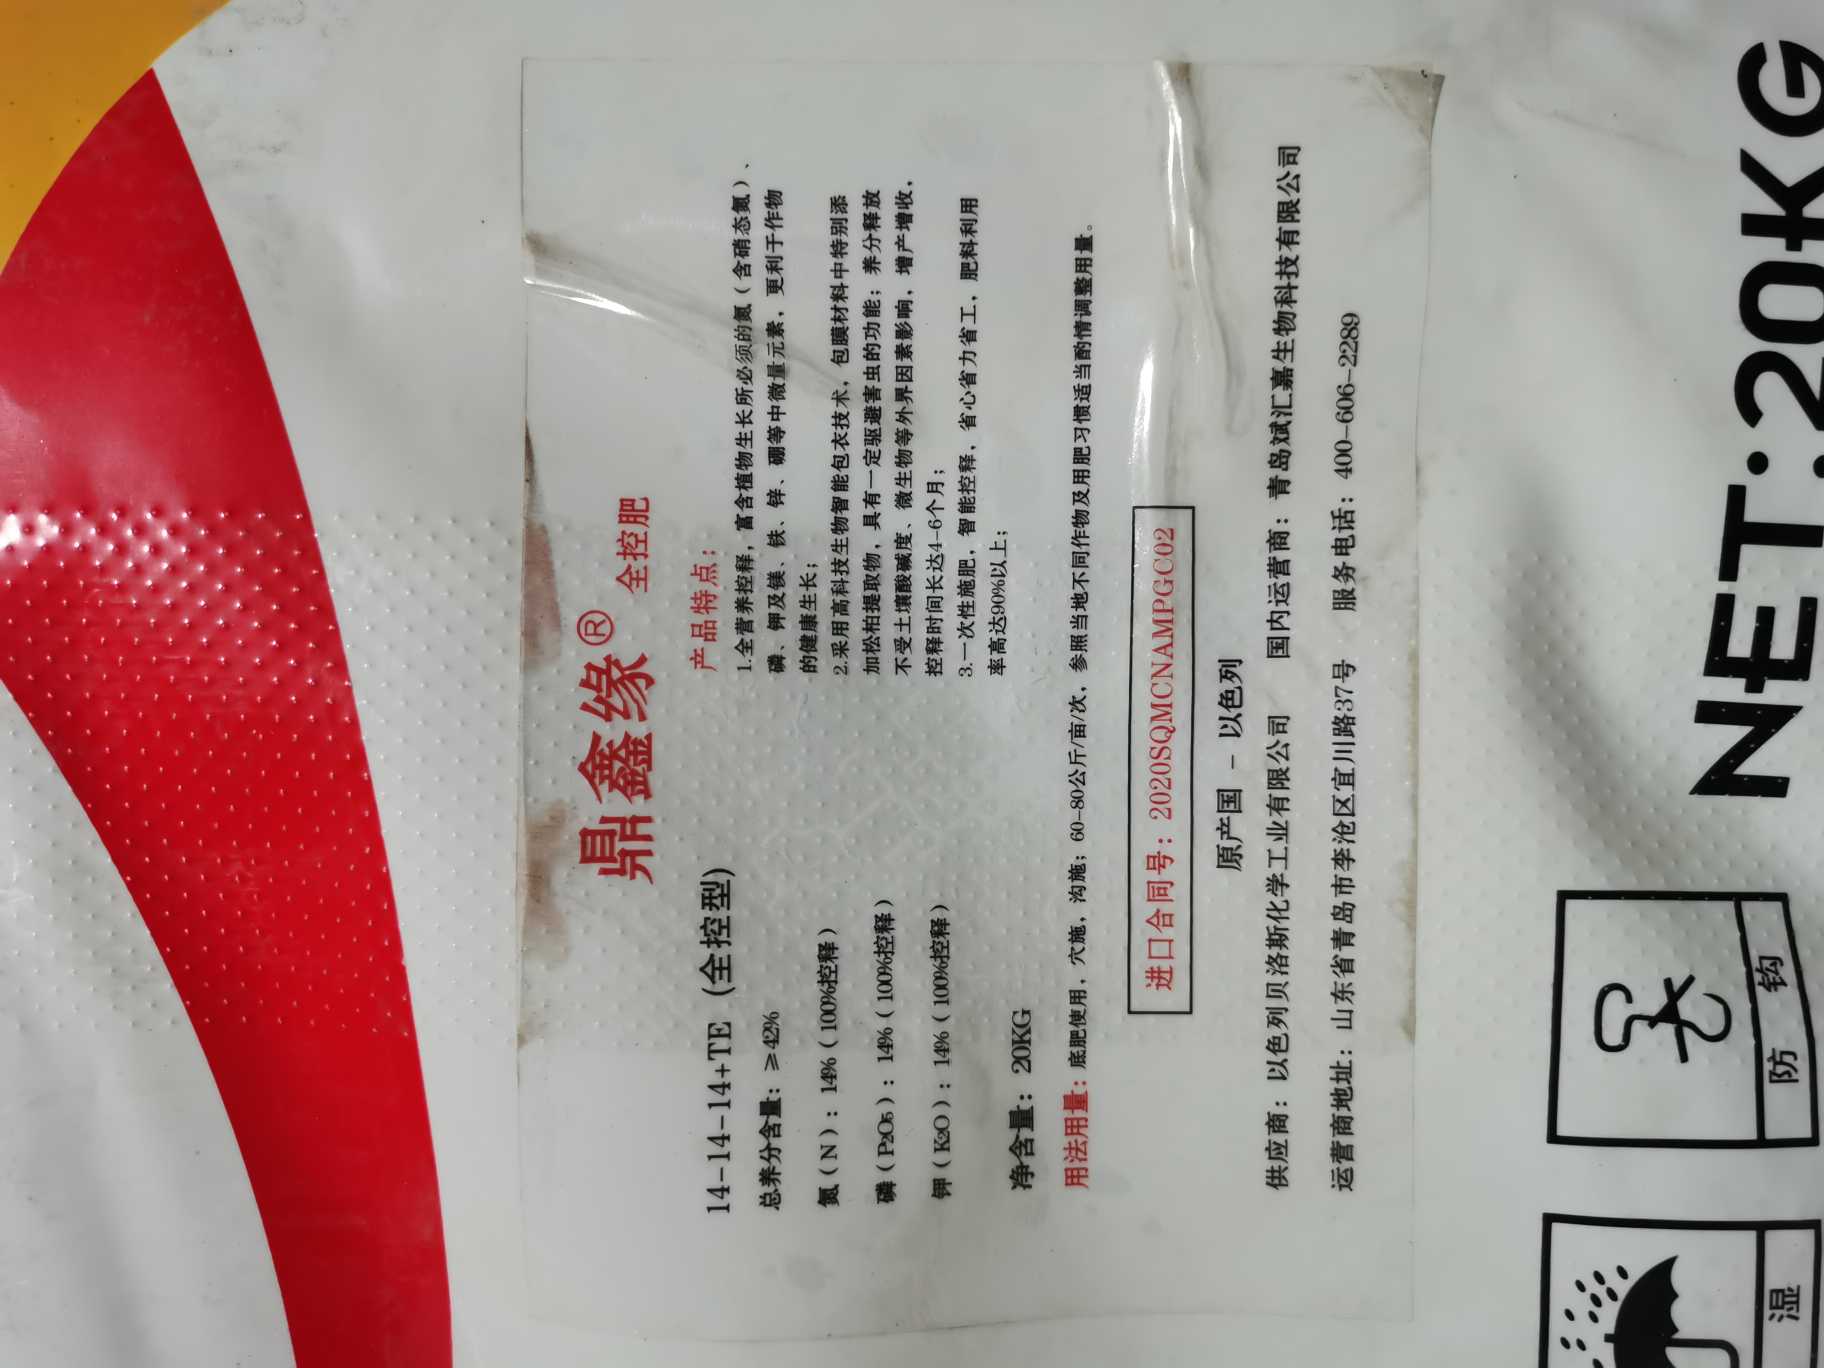 鼎鑫缘® 全控肥
14-14-14+TE（全控型）
总养分含量：≥42%
氮（N）：14%（100%控释）
磷（P2O5）：14%（100%控释）
钾（K2O）：14%（100%控释）
净含量：20KG
产品特点：
1.全营养控释，富含植物生长所必须的氮（含硝态氮）、
磷、钾及镁、铁、锌、硼等中微量元素，更利于作物
的健康生长；
2.采用高科技生物智能包衣技术，包膜材料中特别添
加松柏提取物，具有一定驱避害虫的功能；养分释放
不受土壤酸碱度、微生物等外界因素影响，增产增收，
控释时间长达4-6个月；
3.一次性施肥，智能控释，省心省力省工，肥料利用
率高达90%以上；
用法用量：底肥使用，穴施，沟施；60-80公斤/亩/次，参照当地不同作物及用肥习惯适当酌情调整用量。
进口合同号：2020SQMCNAMPGC02
原产国 - 以色列
供应商：以色列贝洛斯化学工业有限公司 国内运营商：青岛斌汇嘉生物科技有限公司
运营商地址：山东省青岛市李沧区宜川路37号 服务电话：400-606-2289
湿
防 钩
NET:20KG